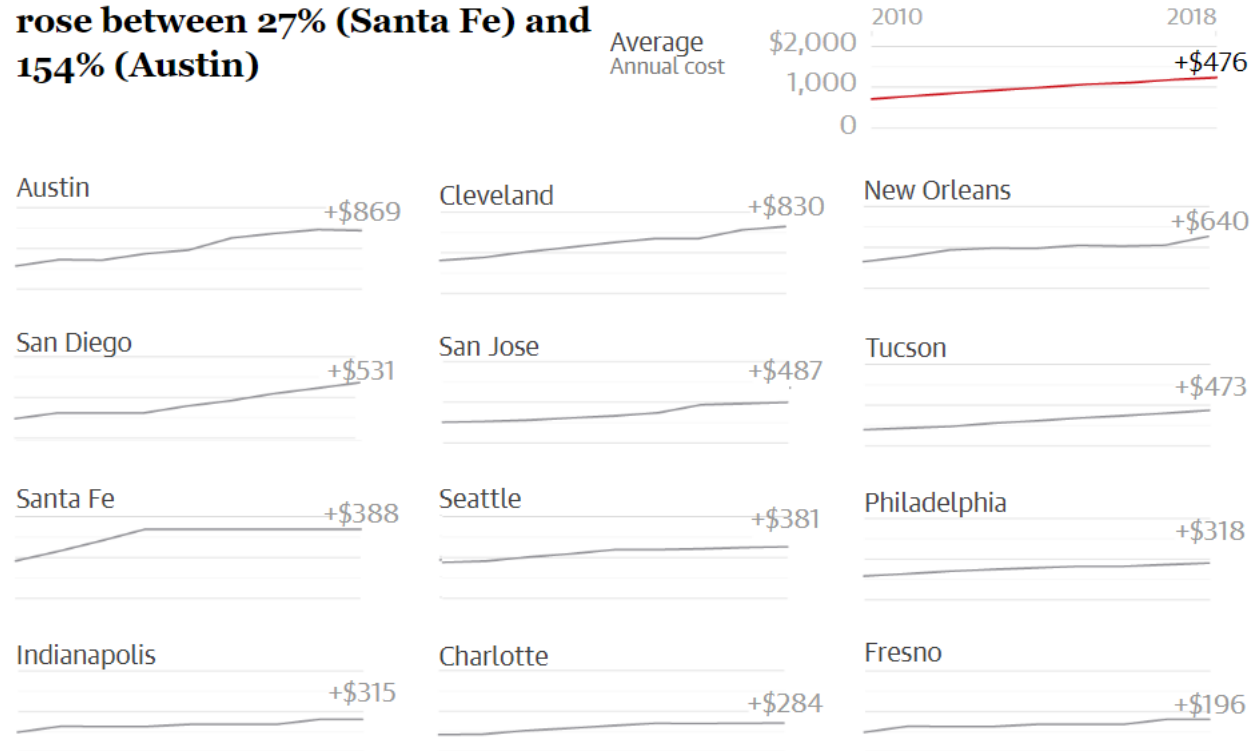 rose between 27% (Santa Fe) and
154% (Austin)
Average
Annual cost
2010 2018
$2,000
1,000
0
+$476
Austin
+$869
Cleveland
+$830
New Orleans
+$640
San Diego
+$531
San Jose
+$487
Tucson
+$473
Santa Fe
+$388
Seattle
+$381
Philadelphia
+$318
Indianapolis
+$315
Charlotte
+$284
Fresno
+$196